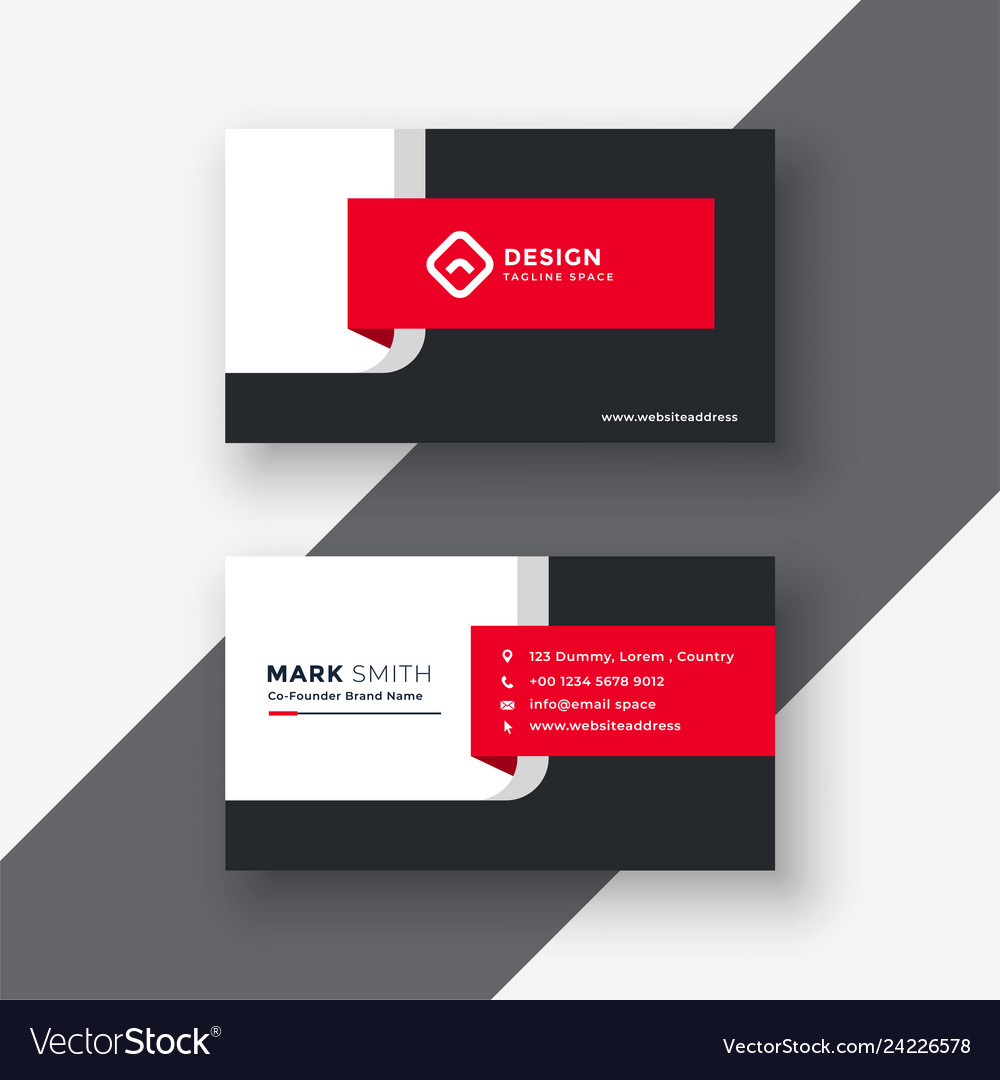 DESIGN
TAGLINE SPACE
www.websiteaddress
MARK SMITH
Co-Founder Brand Name
123 Dummy, Lorem , Country
+00 1234 5678 9012
info@email space
www.websiteaddress
VectorStock®
VectorStock.com/24226578